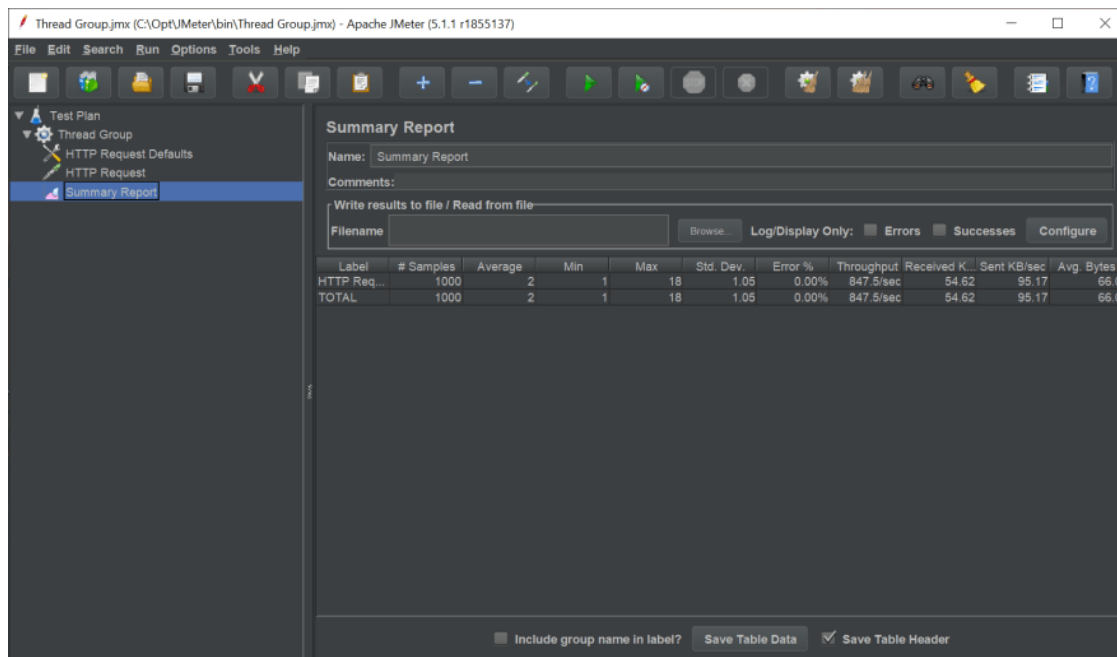 Thread Group.jmx (C:\Opt\JMeter\bin\Thread Group.jmx) - Apache JMeter (5.1.1 r1855137)
File Edit Search Run Options Tools Help
Test Plan
Thread Group
HTTP Request Defaults
HTTP Request
Summary Report
Summary Report
Name: Summary Report
Comments:
Write results to file / Read from file
Filename Browse... Log/Display Only: Errors Successes Configure
Label # Samples Average Min Max Std. Dev. Error % Throughput Received K... Sent KB/sec Avg. Bytes
HTTP Req... 1000 2 1 18 1.05 0.00% 847.5/sec 54.62 95.17 66.
TOTAL 1000 2 1 18 1.05 0.00% 847.5/sec 54.62 95.17 66.
Include group name in label? Save Table Data Save Table Header